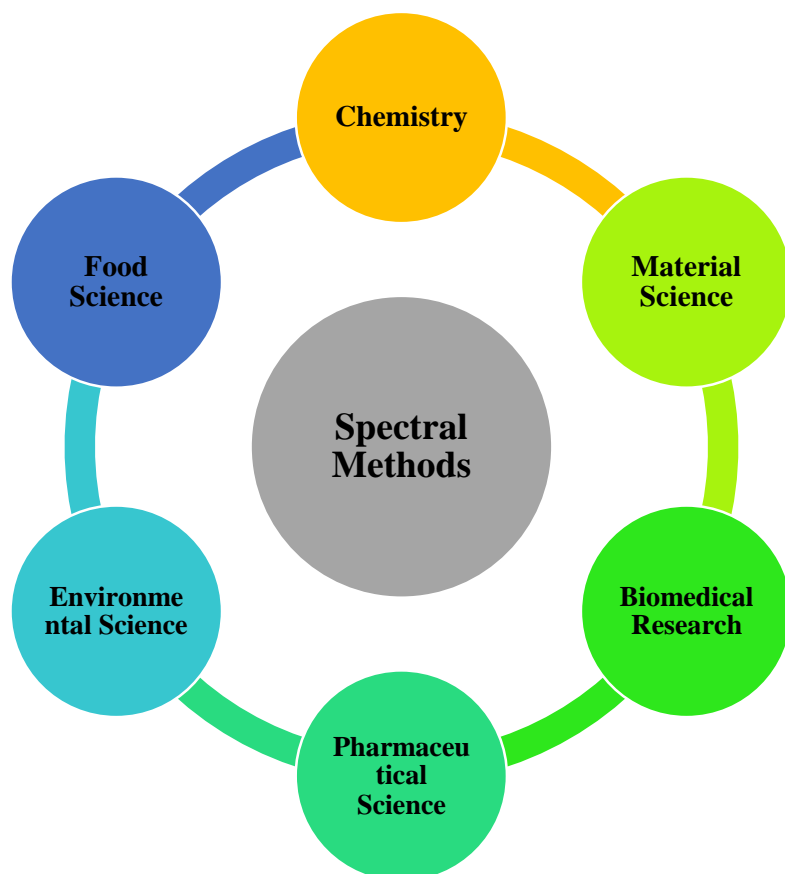 Chemistry
Food
Science
Material
Science
Spectral
Methods
Environme
ntal Science
Biomedical
Research
Pharmaceu
tical
Science